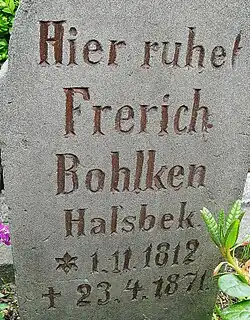 Hier ruhet
Frerich
Bohlken
Halsbek.
* 1.11.1812
† 23.4.1871.